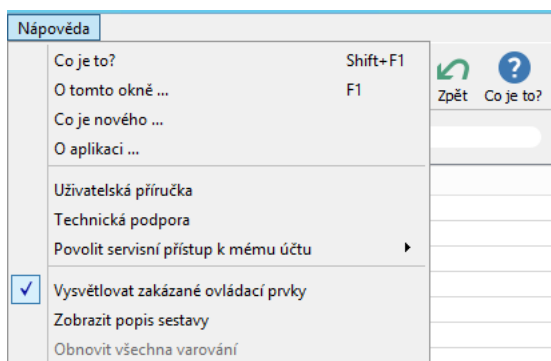 Nápověda
Co je to? Shift+F1
O tomto okně ... F1
Co je nového ...
O aplikaci ...
Uživatelská příručka
Technická podpora
Povolit servisní přístup k mému účtu
Vysvětlovat zakázané ovládací prvky
Zobrazit popis sestavy
Obnovit všechna varování
Zpět Co je to?